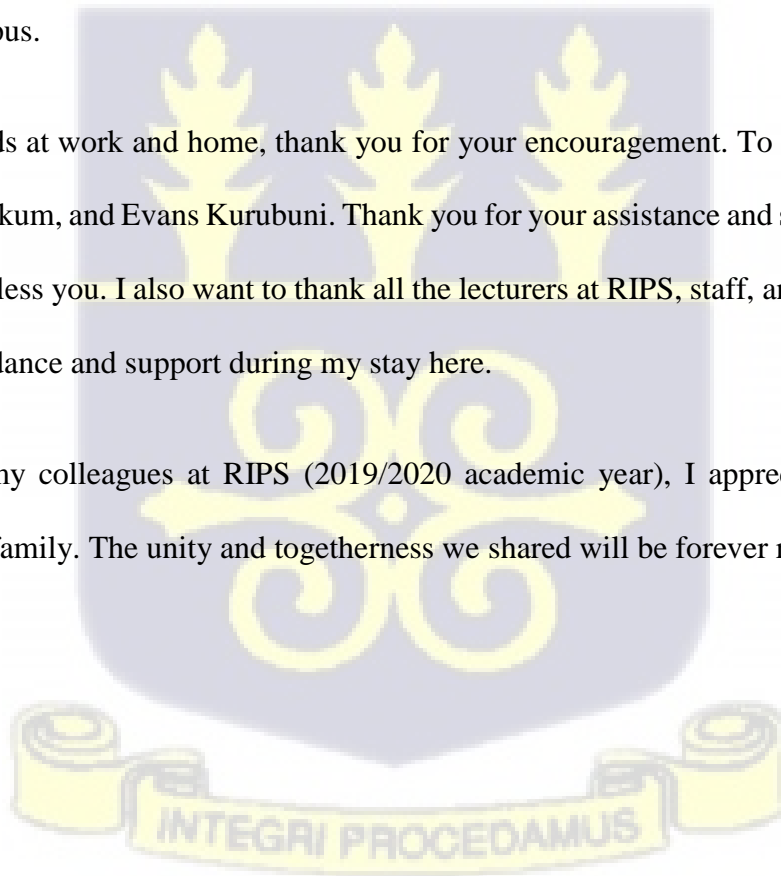 pus.
ds at work and home, thank you for your encouragement. To
kum, and Evans Kurubuni. Thank you for your assistance and
less you. I also want to thank all the lecturers at RIPS, staff, an
dance and support during my stay here.
my colleagues at RIPS (2019/2020 academic year), I appre
family. The unity and togetherness we shared will be forever
INTEGRI PROCEDAMUS